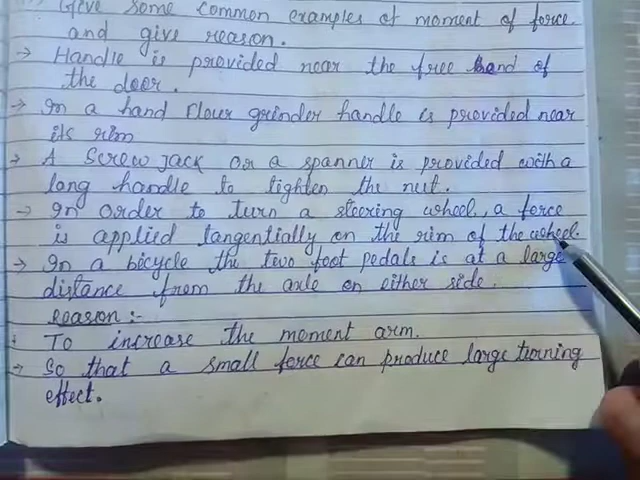 Give some common examples of moment of force.
and give reason.
→ Handle is provided near the free end of
the door.
→ In a hand flour grinder handle is provided near
its rim
→ A screw jack or a spanner is provided with a
long handle to tighten the nut.
→ In order to turn a steering wheel, a force
is applied tangentially on the rim of the wheel.
→ In a bicycle the two foot pedals is at a large
distance from the axle on either side.
Reason :-
→ To increase the moment arm.
→ So that a small force can produce large turning
effect.